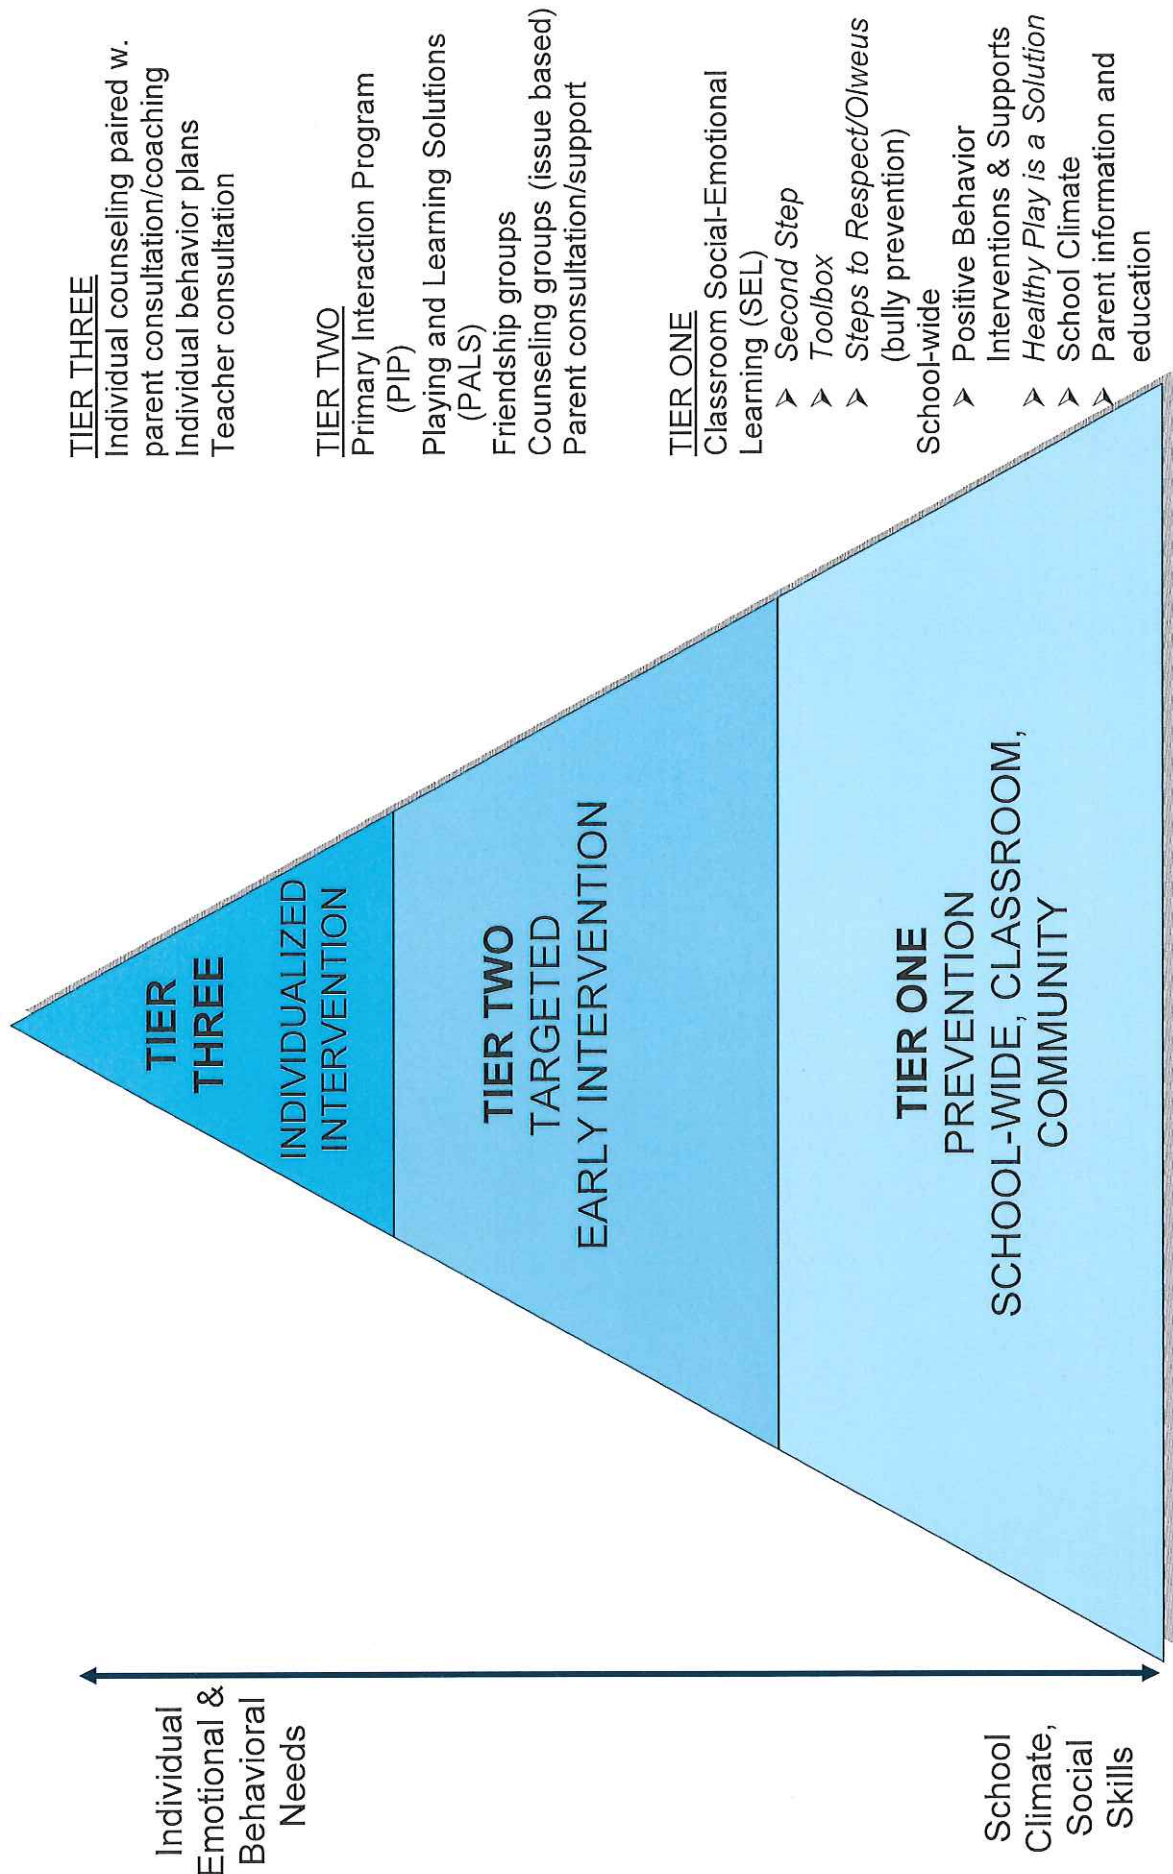 Individual
Emotional &
Behavioral
Needs
School
Climate,
Social
Skills
TIER
THREE
INDIVIDUALIZED
INTERVENTION
TIER TWO
TARGETED
EARLY INTERVENTION
TIER ONE
PREVENTION
SCHOOL-WIDE, CLASSROOM,
COMMUNITY
TIER THREE
Individual counseling paired w.
parent consultation/coaching
Individual behavior plans
Teacher consultation
TIER TWO
Primary Interaction Program
(PIP)
Playing and Learning Solutions
(PALS)
Friendship groups
Counseling groups (issue based)
Parent consultation/support
TIER ONE
Classroom Social-Emotional
Learning (SEL)
➢ Second Step
➢ Toolbox
➢ Steps to Respect/Olweus
(bully prevention)
School-wide
➢ Positive Behavior
Interventions & Supports
➢ Healthy Play is a Solution
➢ School Climate
➢ Parent information and
education